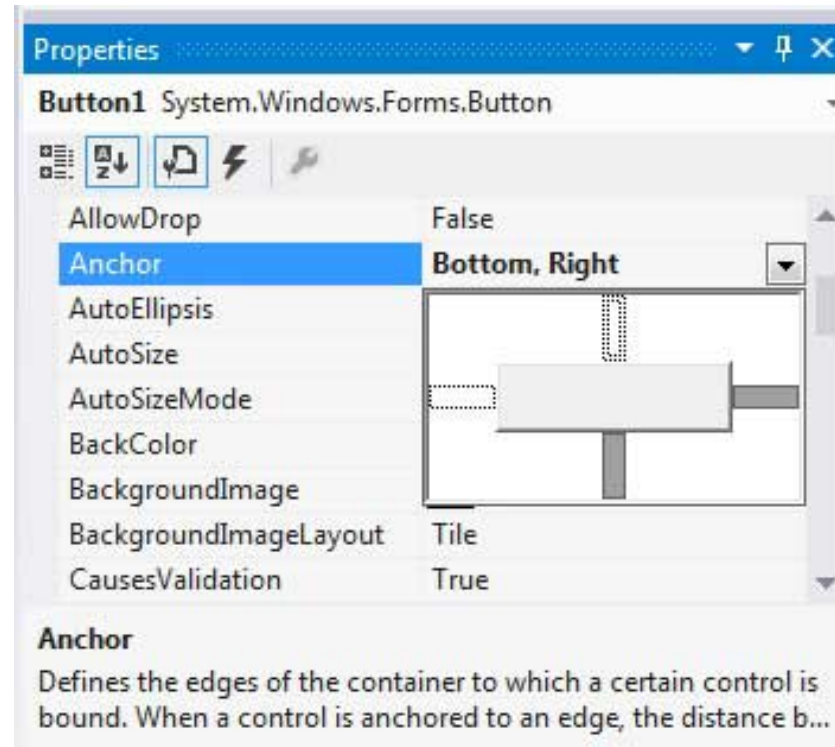 Properties
Button1 System.Windows.Forms.Button
AllowDrop False
Anchor Bottom, Right
AutoEllipsis
AutoSize
AutoSizeMode
BackColor
BackgroundImage
BackgroundImageLayout Tile
CausesValidation True
Anchor
Defines the edges of the container to which a certain control is
bound. When a control is anchored to an edge, the distance b...